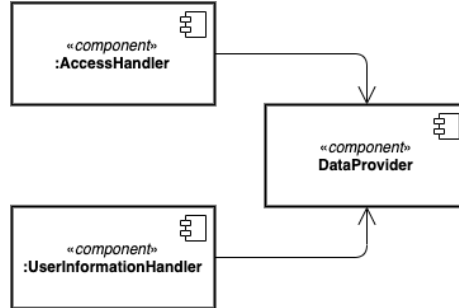 «component»
:AccessHandler
«component»
DataProvider
«component»
:UserInformationHandler